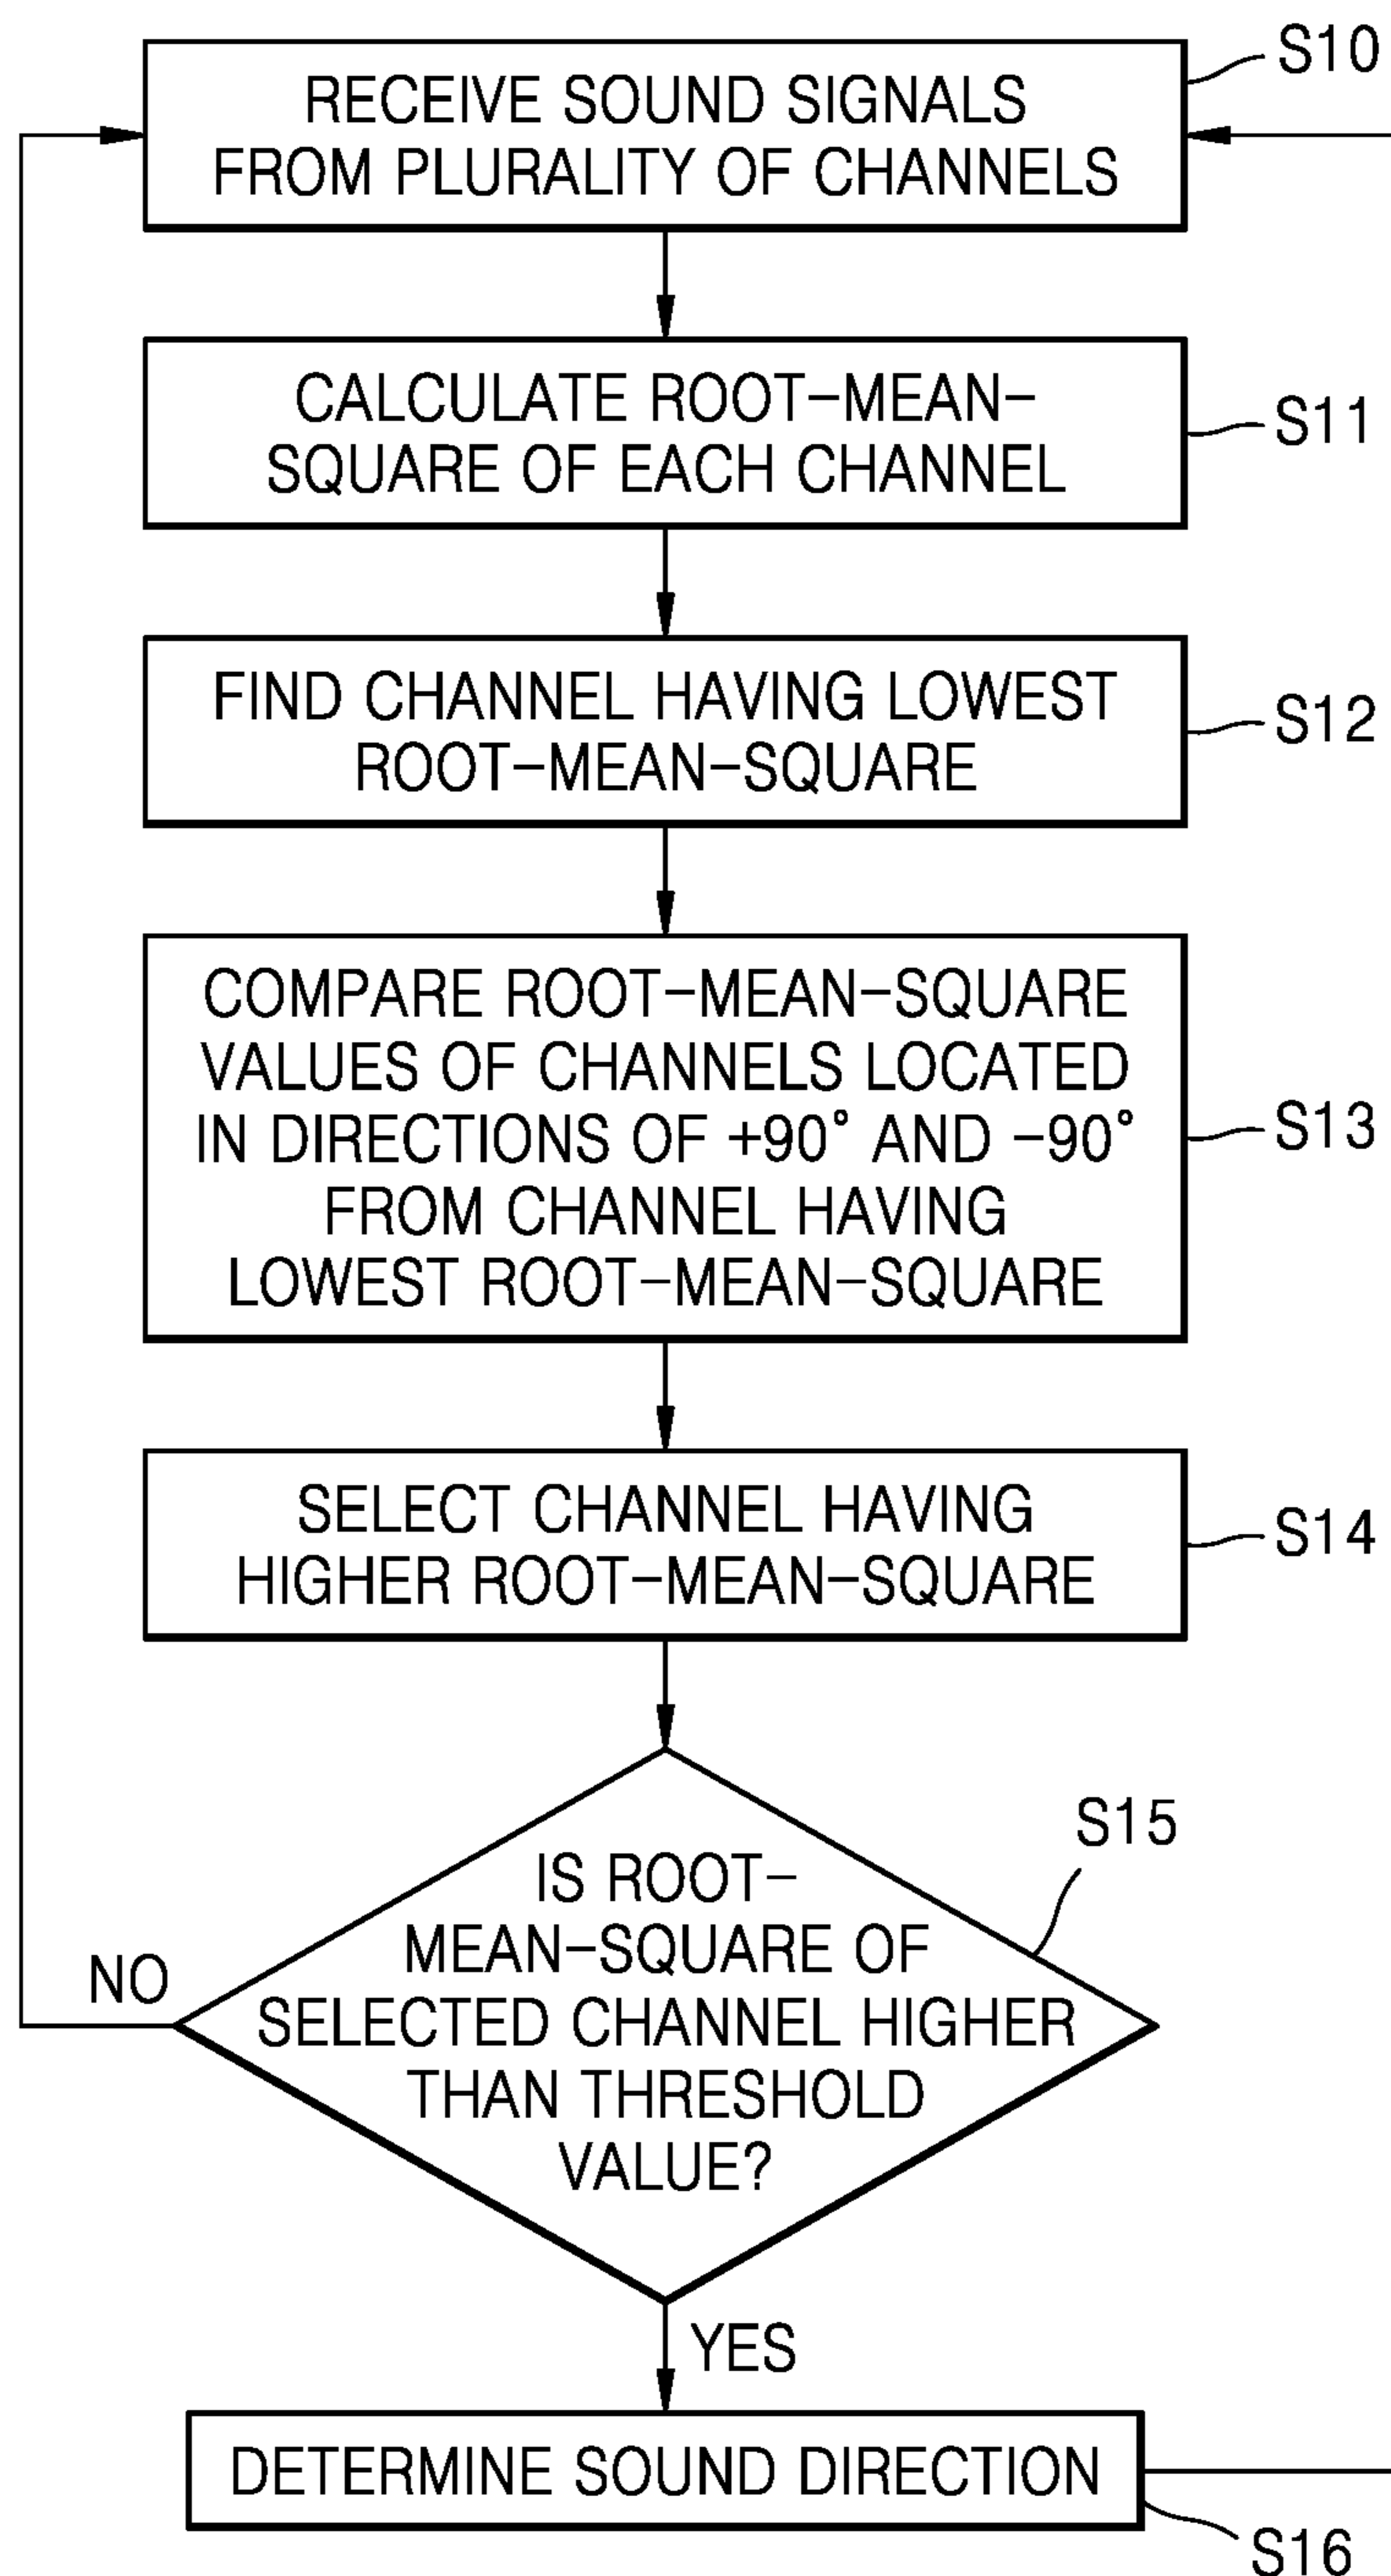 S10
RECEIVE SOUND SIGNALS
FROM PLURALITY OF CHANNELS
CALCULATE ROOT-MEAN-
SQUARE OF EACH CHANNEL
S11
FIND CHANNEL HAVING LOWEST
ROOT-MEAN-SQUARE
S12
COMPARE ROOT-MEAN-SQUARE
VALUES OF CHANNELS LOCATED
IN DIRECTIONS OF +90° AND -90°
FROM CHANNEL HAVING
LOWEST ROOT-MEAN-SQUARE
S13
SELECT CHANNEL HAVING
HIGHER ROOT-MEAN-SQUARE
S14
S15
IS ROOT-
MEAN-SQUARE OF
SELECTED CHANNEL HIGHER
THAN THRESHOLD
VALUE?
NO
YES
DETERMINE SOUND DIRECTION
S16